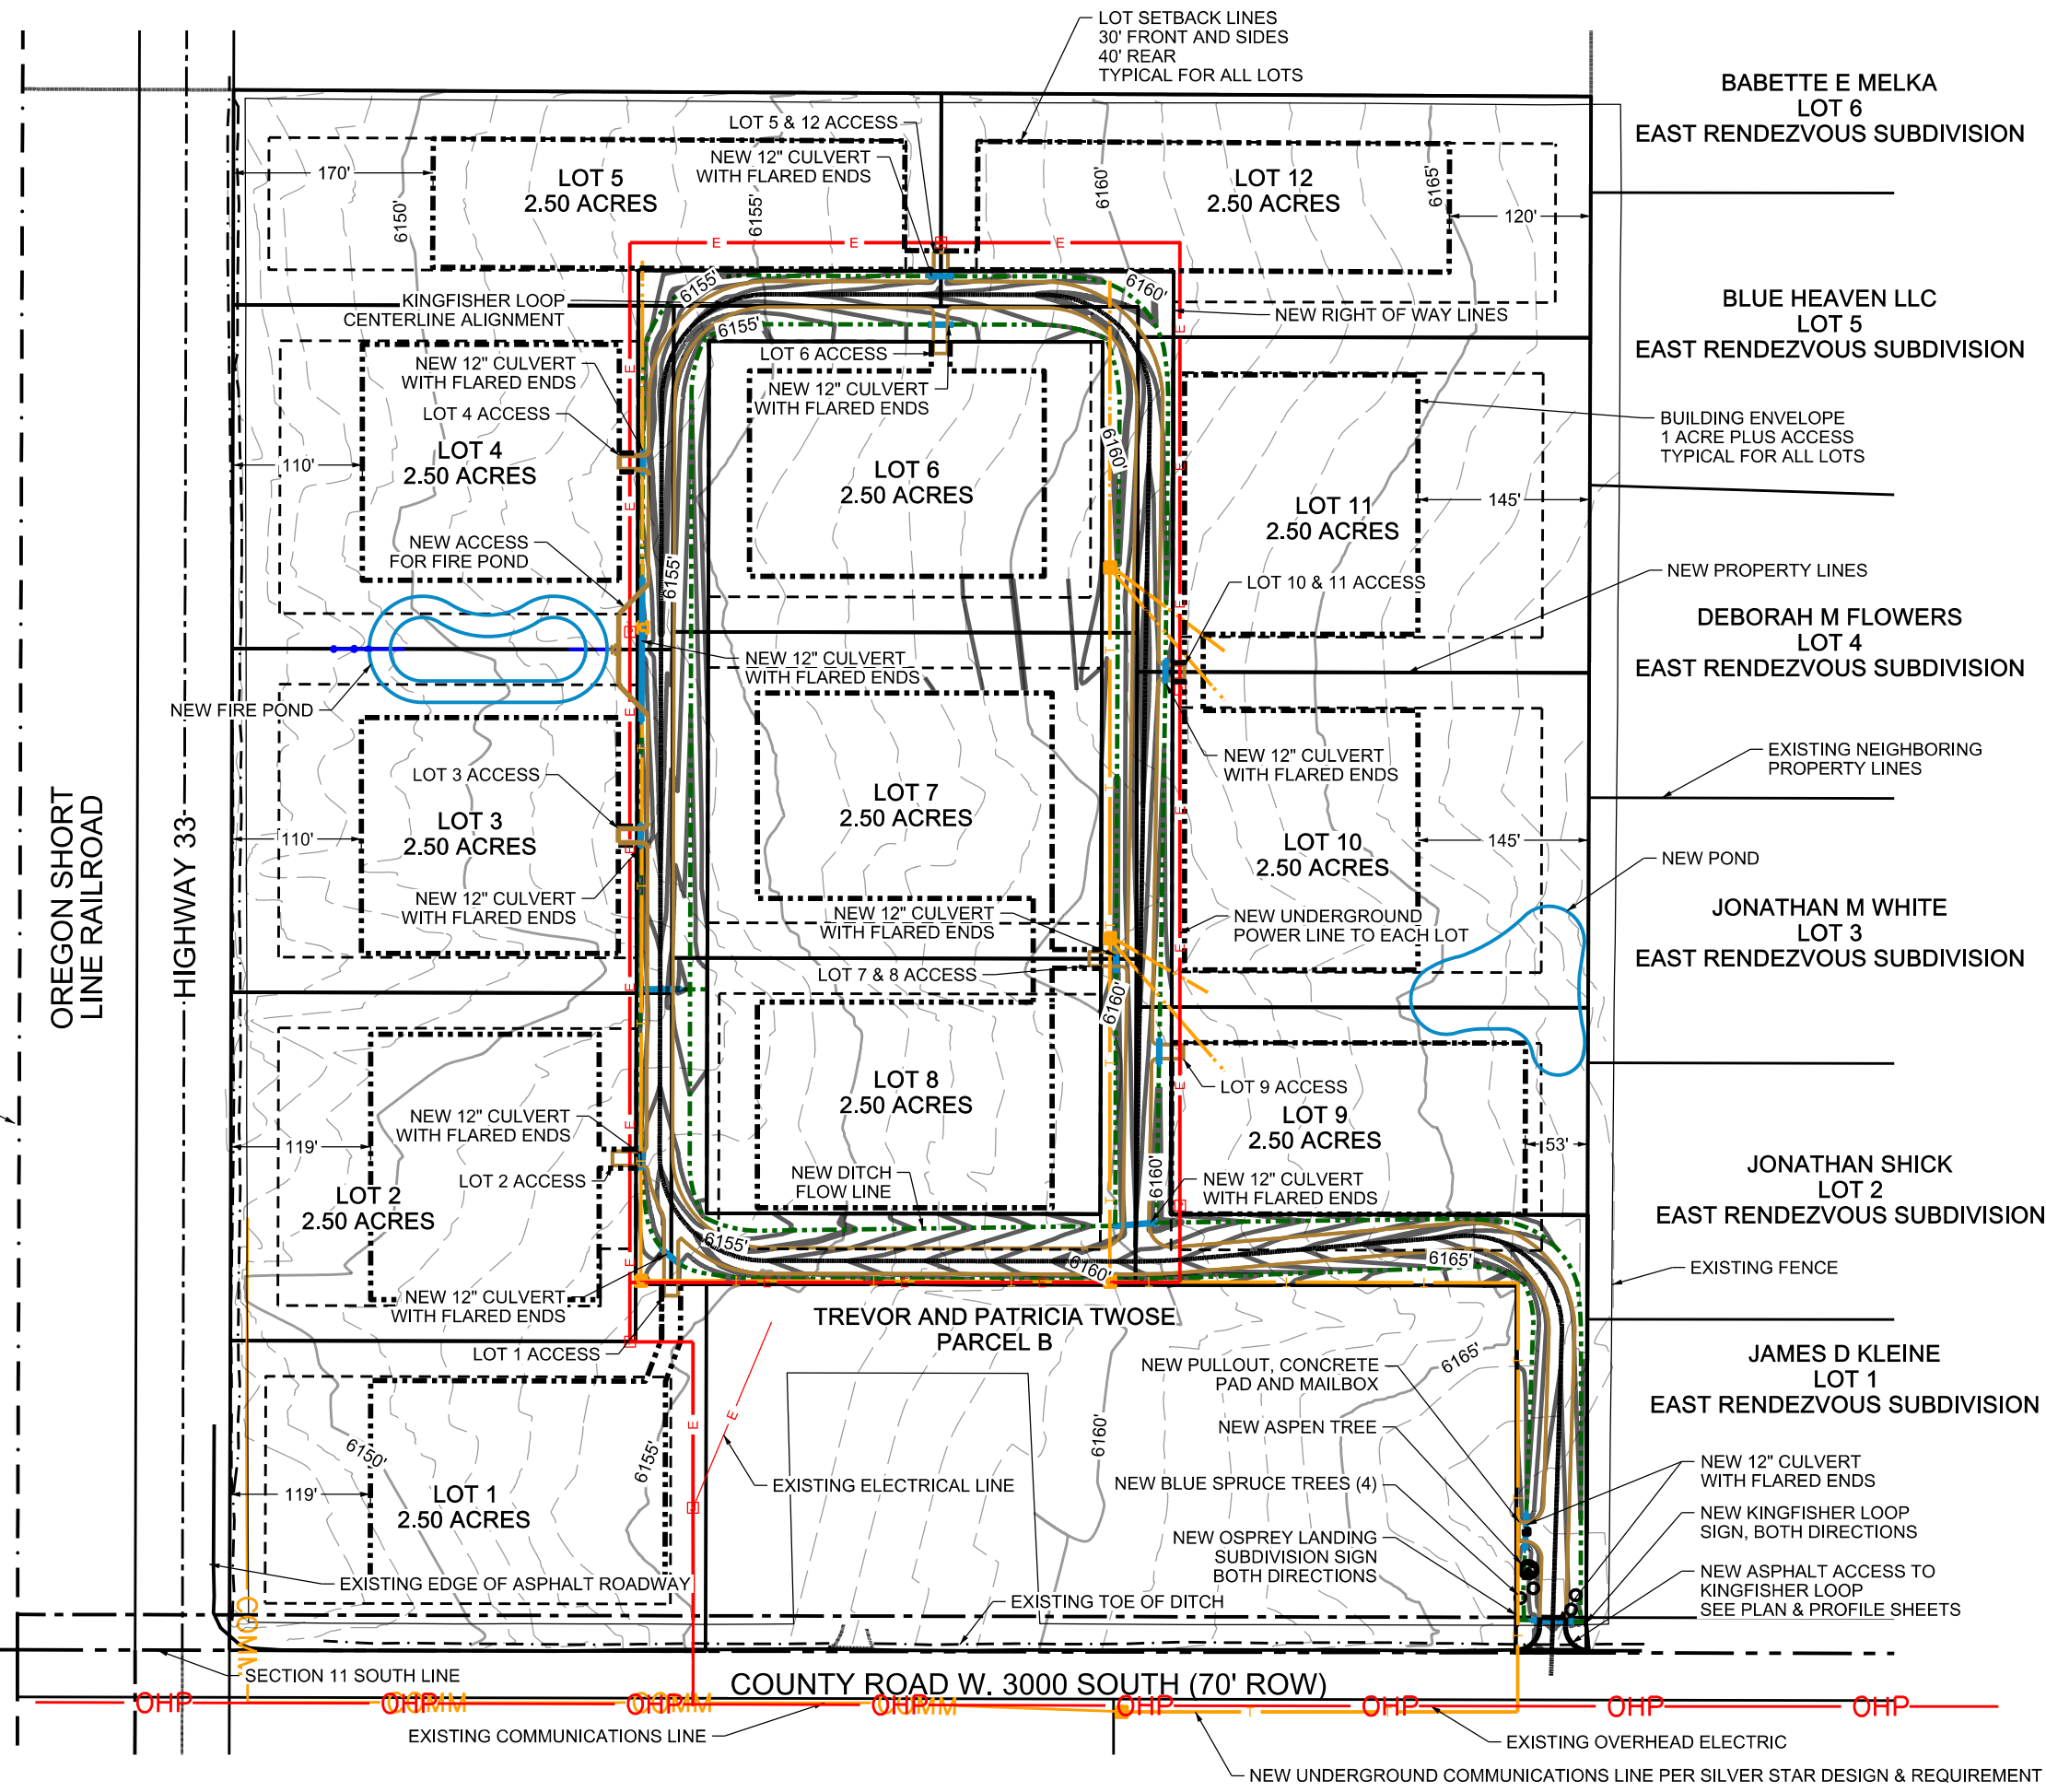 LOT SETBACK LINES
30' FRONT AND SIDES
40' REAR
TYPICAL FOR ALL LOTS
BABETTE E MELKA
LOT 6
EAST RENDEZVOUS SUBDIVISION
LOT 5 & 12 ACCESS
NEW 12" CULVERT
WITH FLARED ENDS
170'
LOT 5
2.50 ACRES
6150'
6155'
6160'
LOT 12
2.50 ACRES
6165'
120'
E
E
E
6155'
6160'
KINGFISHER LOOP
CENTERLINE ALIGNMENT
6155'
NEW RIGHT OF WAY LINES
BLUE HEAVEN LLC
LOT 5
EAST RENDEZVOUS SUBDIVISION
NEW 12" CULVERT
WITH FLARED ENDS
LOT 4 ACCESS
LOT 6 ACCESS
NEW 12" CULVERT
WITH FLARED ENDS
BUILDING ENVELOPE
1 ACRE PLUS ACCESS
TYPICAL FOR ALL LOTS
LOT 4
2.50 ACRES
110'
LOT 6
2.50 ACRES
6160'
LOT 11
2.50 ACRES
145'
NEW ACCESS
FOR FIRE POND
6155'
LOT 10 & 11 ACCESS
NEW PROPERTY LINES
DEBORAH M FLOWERS
LOT 4
EAST RENDEZVOUS SUBDIVISION
NEW 12" CULVERT
WITH FLARED ENDS
NEW FIRE POND
NEW 12" CULVERT
WITH FLARED ENDS
EXISTING NEIGHBORING
PROPERTY LINES
OREGON SHORT
LINE RAILROAD
HIGHWAY 33
LOT 3 ACCESS
LOT 3
2.50 ACRES
110'
LOT 7
2.50 ACRES
LOT 10
2.50 ACRES
145'
NEW POND
NEW 12" CULVERT
WITH FLARED ENDS
NEW 12" CULVERT
WITH FLARED ENDS
NEW UNDERGROUND
POWER LINE TO EACH LOT
JONATHAN M WHITE
LOT 3
EAST RENDEZVOUS SUBDIVISION
LOT 7 & 8 ACCESS
6160'
LOT 8
2.50 ACRES
LOT 9 ACCESS
LOT 9
2.50 ACRES
53'
NEW 12" CULVERT
WITH FLARED ENDS
119'
LOT 2 ACCESS
LOT 2
2.50 ACRES
NEW DITCH
FLOW LINE
6160'
NEW 12" CULVERT
WITH FLARED ENDS
JONATHAN SHICK
LOT 2
EAST RENDEZVOUS SUBDIVISION
6155'
6160'
6165'
EXISTING FENCE
NEW 12" CULVERT
WITH FLARED ENDS
LOT 1 ACCESS
TREVOR AND PATRICIA TWOSE
PARCEL B
6165'
NEW PULLOUT, CONCRETE
PAD AND MAILBOX
JAMES D KLEINE
LOT 1
EAST RENDEZVOUS SUBDIVISION
NEW ASPEN TREE
6150'
6155'
6160'
E
E
EXISTING ELECTRICAL LINE
NEW BLUE SPRUCE TREES (4)
NEW 12" CULVERT
WITH FLARED ENDS
119'
LOT 1
2.50 ACRES
NEW KINGFISHER LOOP
SIGN, BOTH DIRECTIONS
NEW OSPREY LANDING
SUBDIVISION SIGN
BOTH DIRECTIONS
EXISTING EDGE OF ASPHALT ROADWAY
EXISTING TOE OF DITCH
NEW ASPHALT ACCESS TO
KINGFISHER LOOP
SEE PLAN & PROFILE SHEETS
COMM
SECTION 11 SOUTH LINE
COUNTY ROAD W. 3000 SOUTH (70' ROW)
OHP COMM OHP COMM OHP COMM OHP OHP OHP OHP
EXISTING COMMUNICATIONS LINE
EXISTING OVERHEAD ELECTRIC
NEW UNDERGROUND COMMUNICATIONS LINE PER SILVER STAR DESIGN & REQUIREMENT